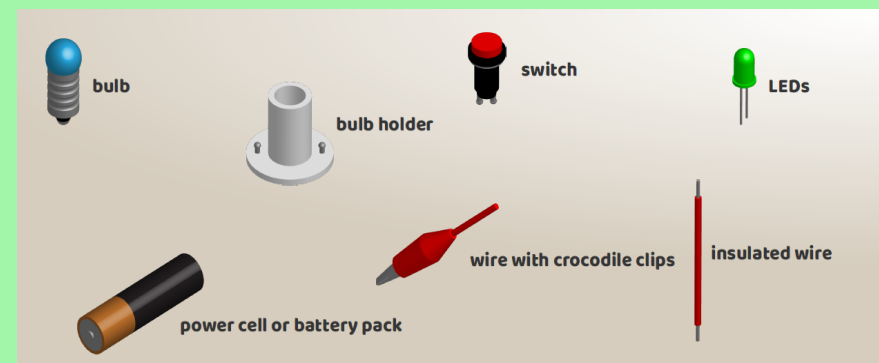 bulb
switch
LEDs
bulb holder
wire with crocodile clips
insulated wire
power cell or battery pack